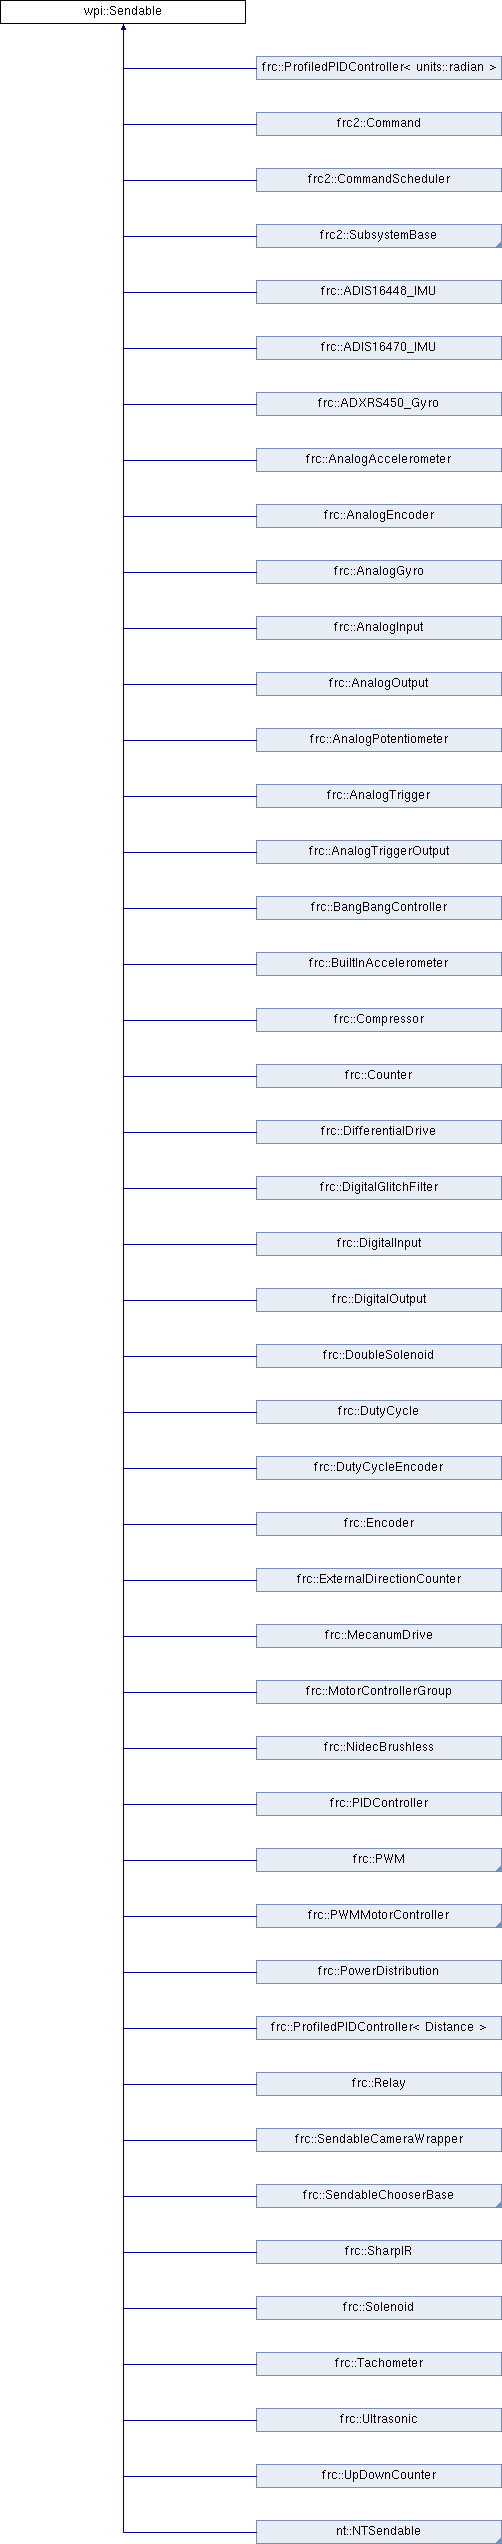 wpi::Sendable
frc::ProfiledPIDController< units::radian >
frc2::Command
frc2::CommandScheduler
frc2::SubsystemBase
frc::ADIS16448_IMU
frc::ADIS16470_IMU
frc::ADXRS450_Gyro
frc::AnalogAccelerometer
frc::AnalogEncoder
frc::AnalogGyro
frc::AnalogInput
frc::AnalogOutput
frc::AnalogPotentiometer
frc::AnalogTrigger
frc::AnalogTriggerOutput
frc::BangBangController
frc::BuiltInAccelerometer
frc::Compressor
frc::Counter
frc::DifferentialDrive
frc::DigitalGlitchFilter
frc::DigitalInput
frc::DigitalOutput
frc::DoubleSolenoid
frc::DutyCycle
frc::DutyCycleEncoder
frc::Encoder
frc::ExternalDirectionCounter
frc::MecanumDrive
frc::MotorControllerGroup
frc::NidecBrushless
frc::PIDController
frc::PWM
frc::PWMMotorController
frc::PowerDistribution
frc::ProfiledPIDController< Distance >
frc::Relay
frc::SendableCameraWrapper
frc::SendableChooserBase
frc::SharpIR
frc::Solenoid
frc::Tachometer
frc::Ultrasonic
frc::UpDownCounter
nt::NTSendable